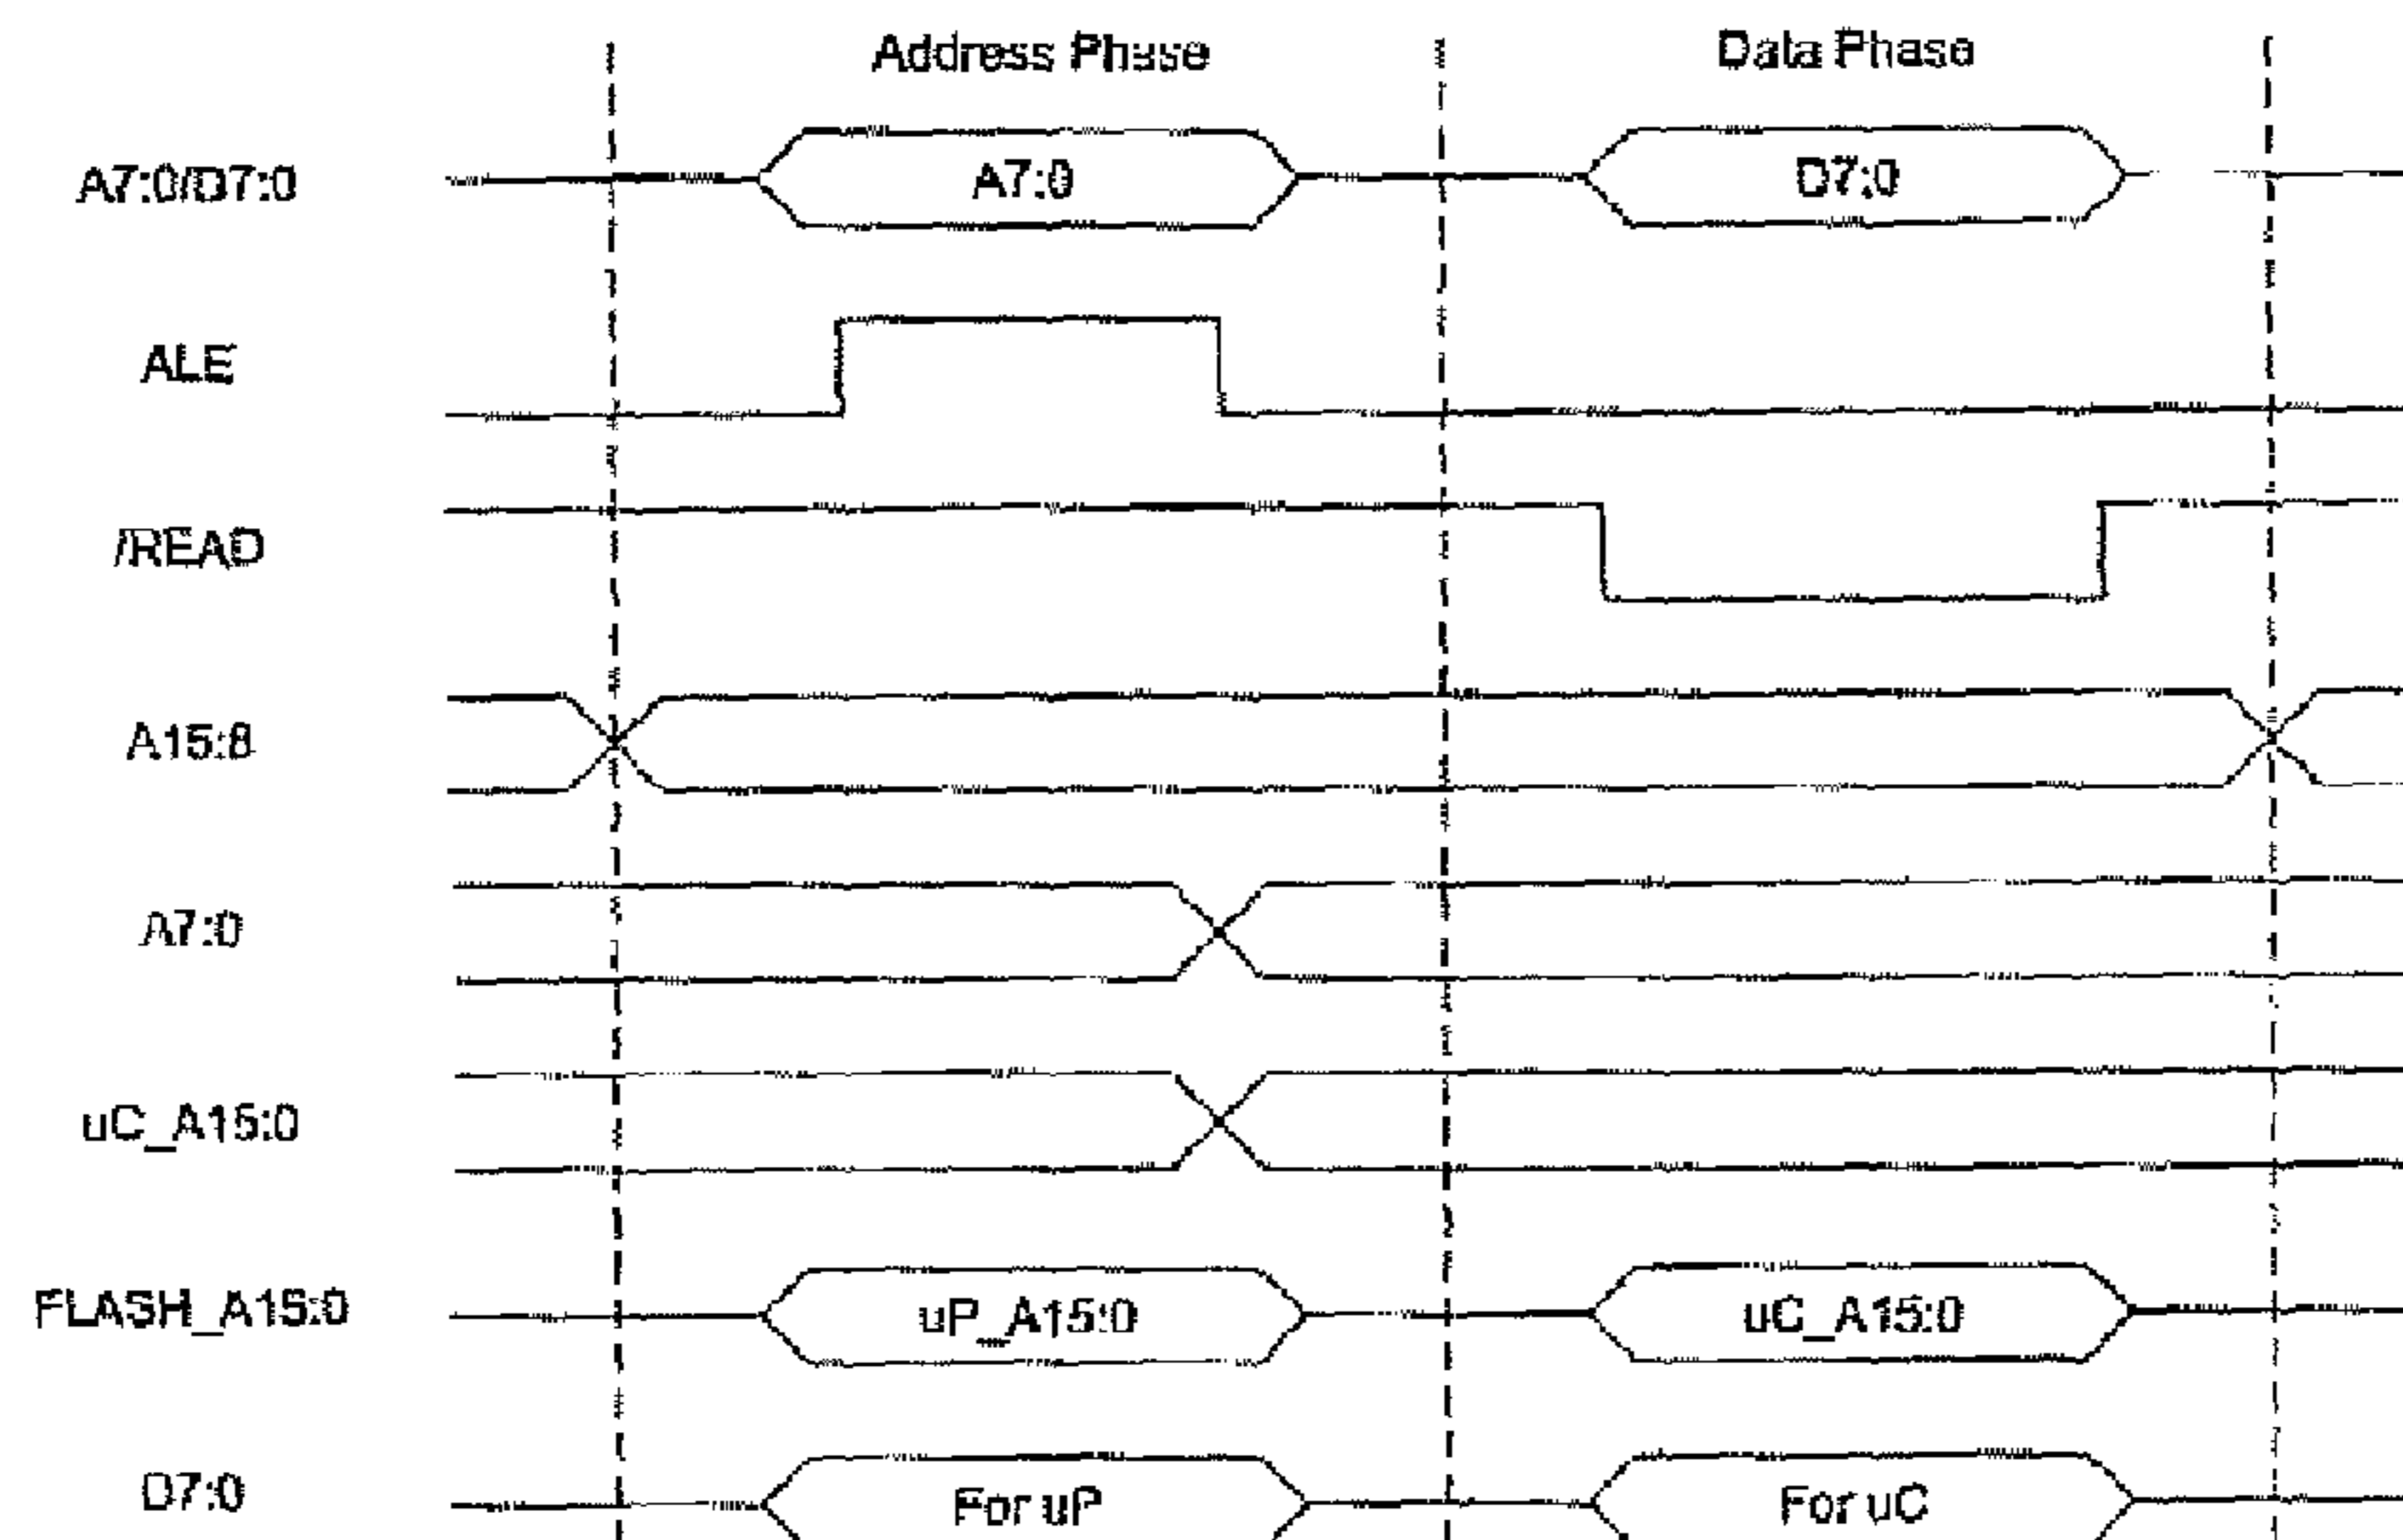 Address Phase Data Phase
A7:0/D7:0 A7:0 D7:0
ALE
/READ
A15:8
A7:0
uC_A15:0
FLASH_A15:0 uP_A15:0 uC_A15:0
D7:0 For uP For uC